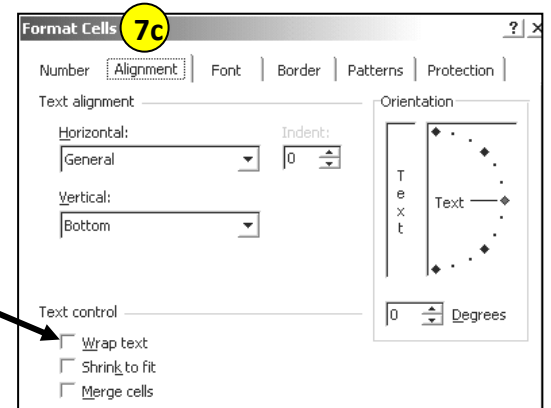 Format Cells 7c ? x
Number Alignment Font Border Patterns Protection
Text alignment Orientation
Horizontal: Indent:
General 0
Vertical:
Bottom
Text
Text
Text control
0 Degrees
Wrap text
Shrink to fit
Merge cells